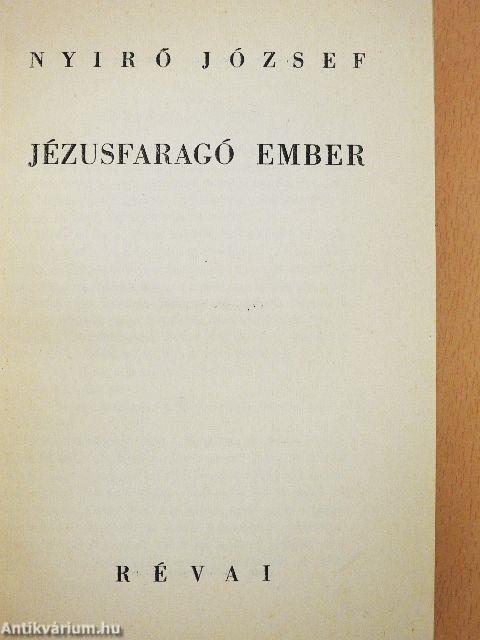 NYIRŐ JÓZSEF
JÉZUSFARAGÓ EMBER
RÉVAI
Antikvárium.hu